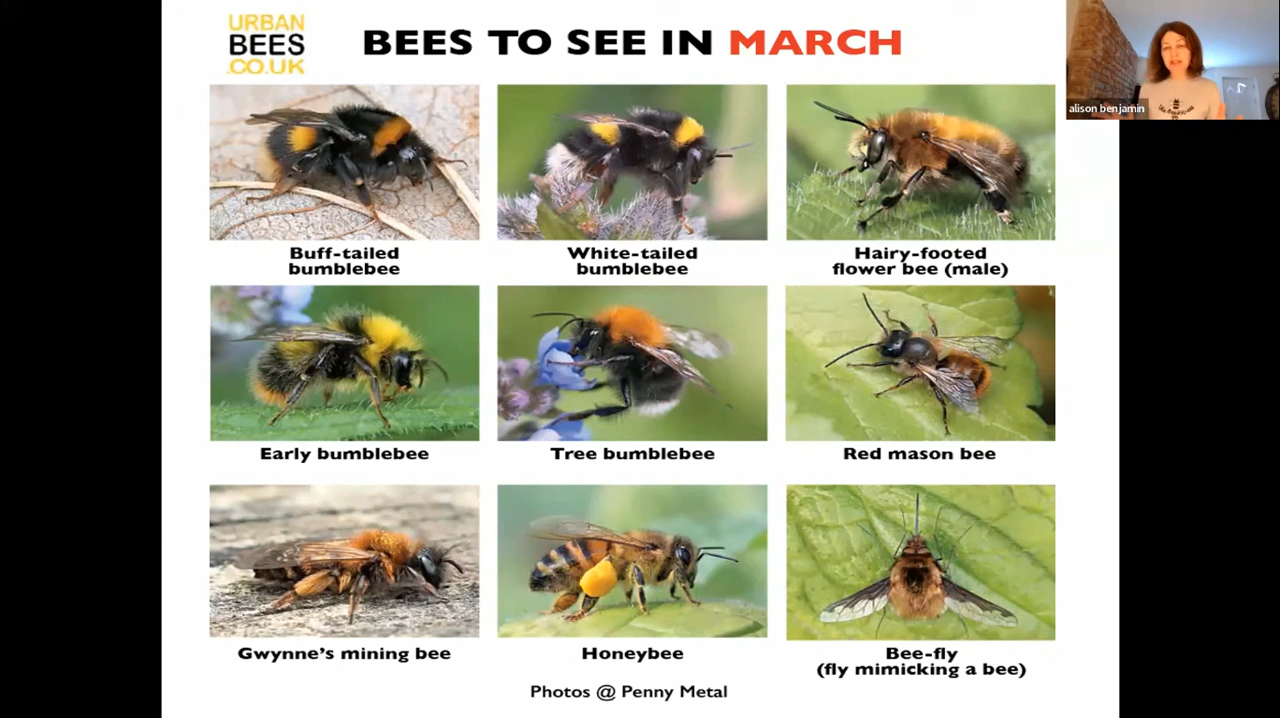 URBAN
BEES
.CO.UK
BEES TO SEE IN MARCH
alison benjamin
Buff-tailed
bumblebee
White-tailed
bumblebee
Hairy-footed
flower bee (male)
Early bumblebee
Tree bumblebee
Red mason bee
Gwynne's mining bee
Honeybee
Bee-fly
(fly mimicking a bee)
Photos @ Penny Metal